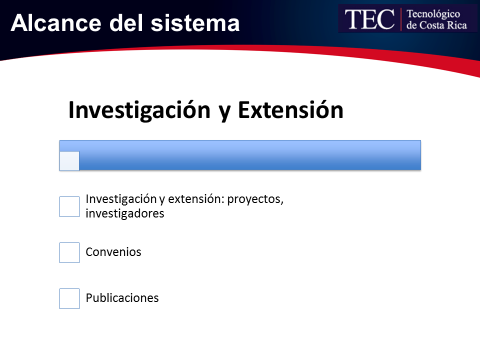 Alcance del sistema
TEC
Tecnológico
de Costa Rica
Investigación y Extensión
Investigación y extensión: proyectos,
investigadores
Convenios
Publicaciones